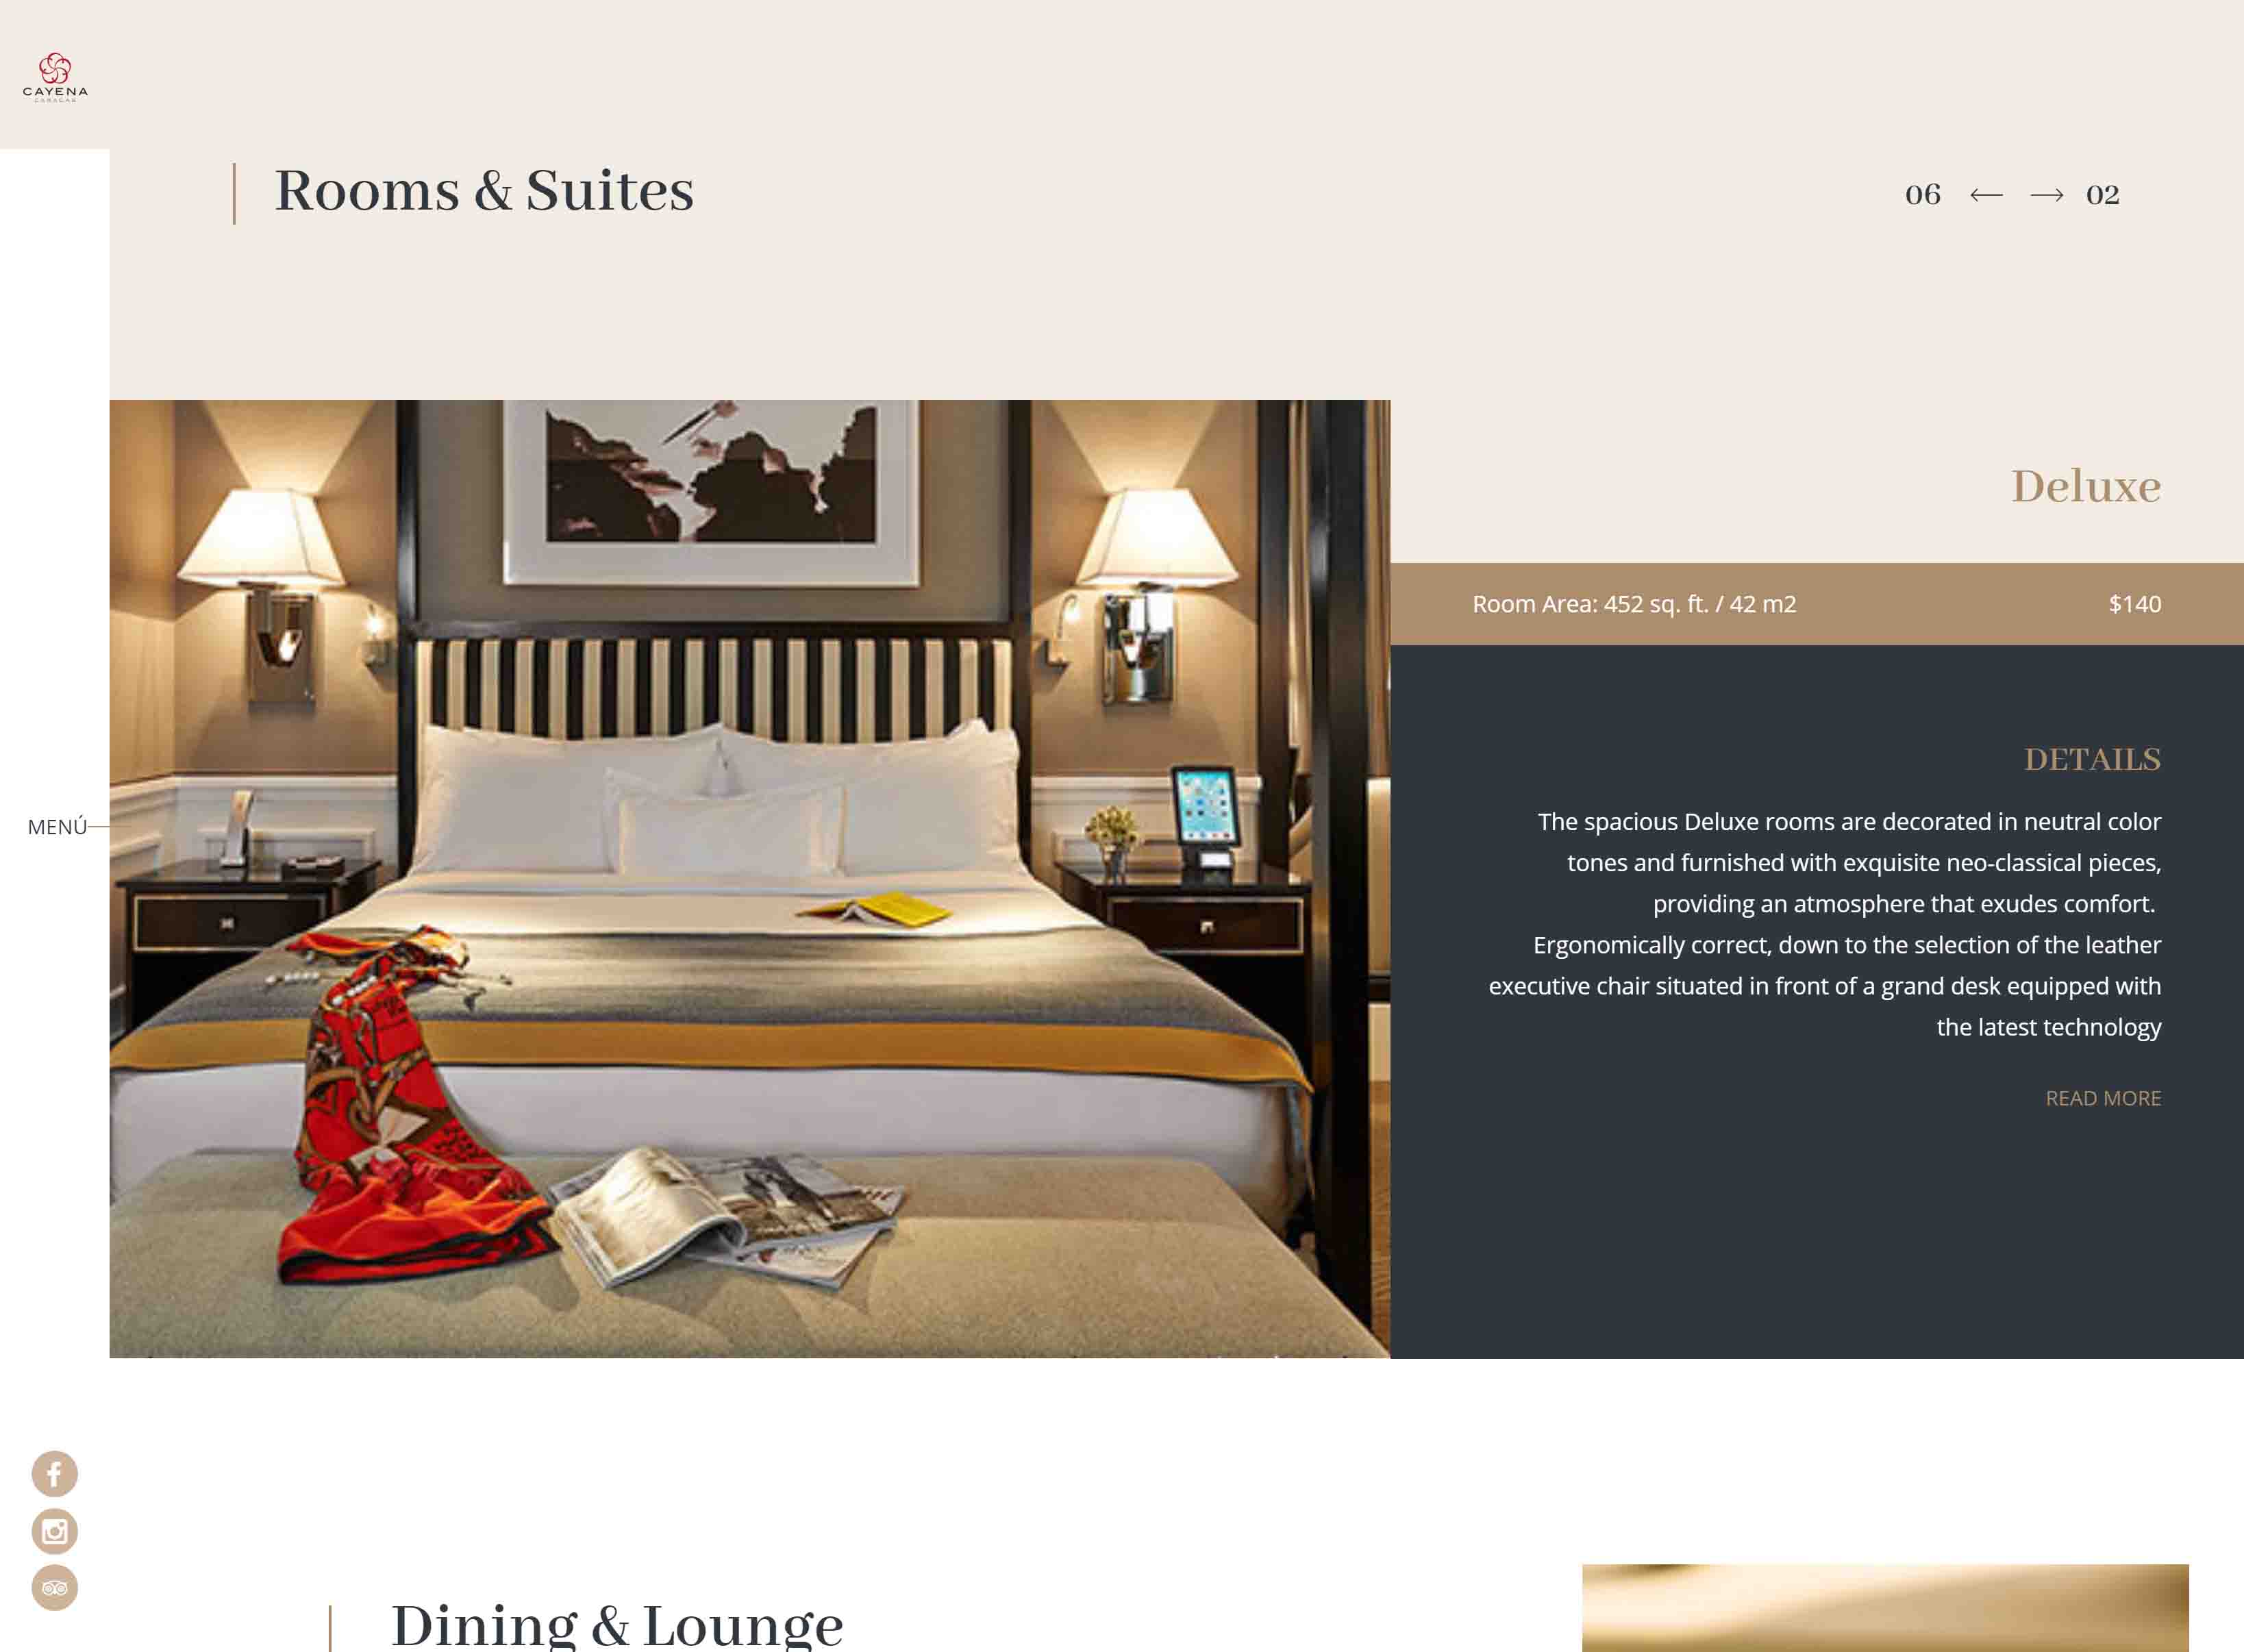 CAYENA
CARACAS
Rooms & Suites
06
02
Deluxe
Room Area: 452 sq. ft. / 42 m2
$140
DETAILS
The spacious Deluxe rooms are decorated in neutral color
tones and furnished with exquisite neo-classical pieces,
providing an atmosphere that exudes comfort.
Ergonomically correct, down to the selection of the leather
executive chair situated in front of a grand desk equipped with
the latest technology
READ MORE
MENÚ
Dining & Lounge